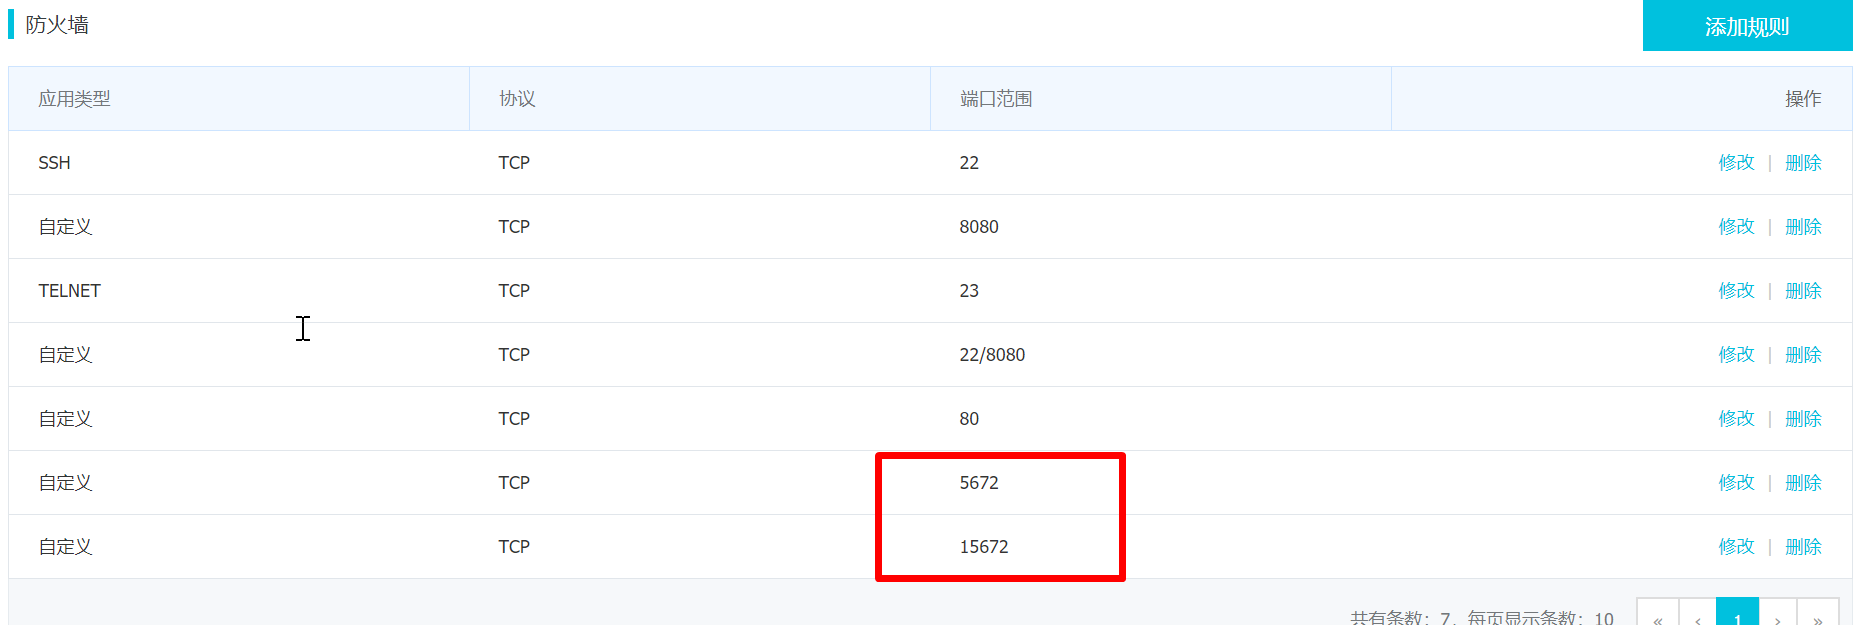 防火墙
添加规则
应用类型 协议 端口范围 操作
SSH TCP 22 修改 | 删除
自定义 TCP 8080 修改 | 删除
TELNET TCP 23 修改 | 删除
自定义 TCP 22/8080 修改 | 删除
自定义 TCP 80 修改 | 删除
自定义 TCP 5672 修改 | 删除
自定义 TCP 15672 修改 | 删除
共有条数：7，每页显示条数：10 « ‹ 1 › »